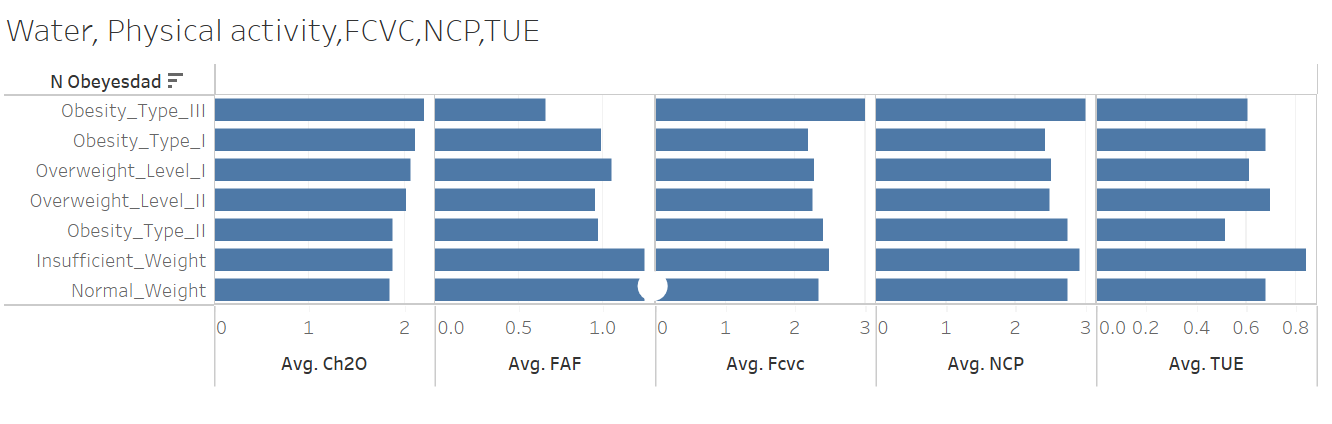 Water, Physical activity,FCVC,NCP,TUE
N Obeyesdad
Obesity_Type_III
Obesity_Type_I
Overweight_Level_I
Overweight_Level_II
Obesity_Type_II
Insufficient_Weight
Normal_Weight
0 1 2 0.0 0.5 1.0 0 1 2 3 0 1 2 3 0.0 0.2 0.4 0.6 0.8
Avg. Ch2O Avg. FAF Avg. Fcvc Avg. NCP Avg. TUE